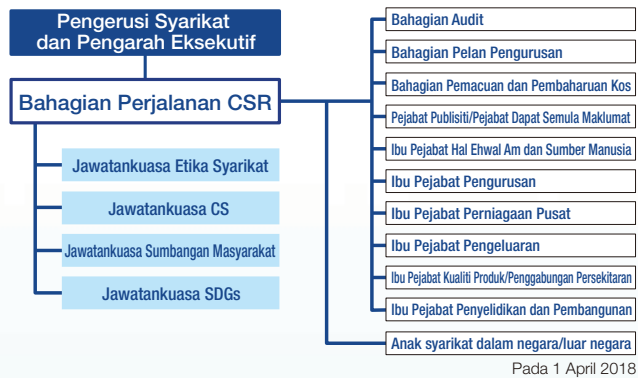 Pengerusi Syarikat
dan Pengarah Eksekutif
Bahagian Perjalanan CSR
Jawatankuasa Etika Syarikat
Jawatankuasa CS
Jawatankuasa Sumbangan Masyarakat
Jawatankuasa SDGs
Bahagian Audit
Bahagian Pelan Pengurusan
Bahagian Pemacuan dan Pembaharuan Kos
Pejabat Publisiti/Pejabat Dapat Semula Maklumat
Ibu Pejabat Hal Ehwal Am dan Sumber Manusia
Ibu Pejabat Pengurusan
Ibu Pejabat Perniagaan Pusat
Ibu Pejabat Pengeluaran
Ibu Pejabat Kualiti Produk/Penggabungan Persekitaran
Ibu Pejabat Penyelidikan dan Pembangunan
Anak syarikat dalam negara/luar negara
Pada 1 April 2018